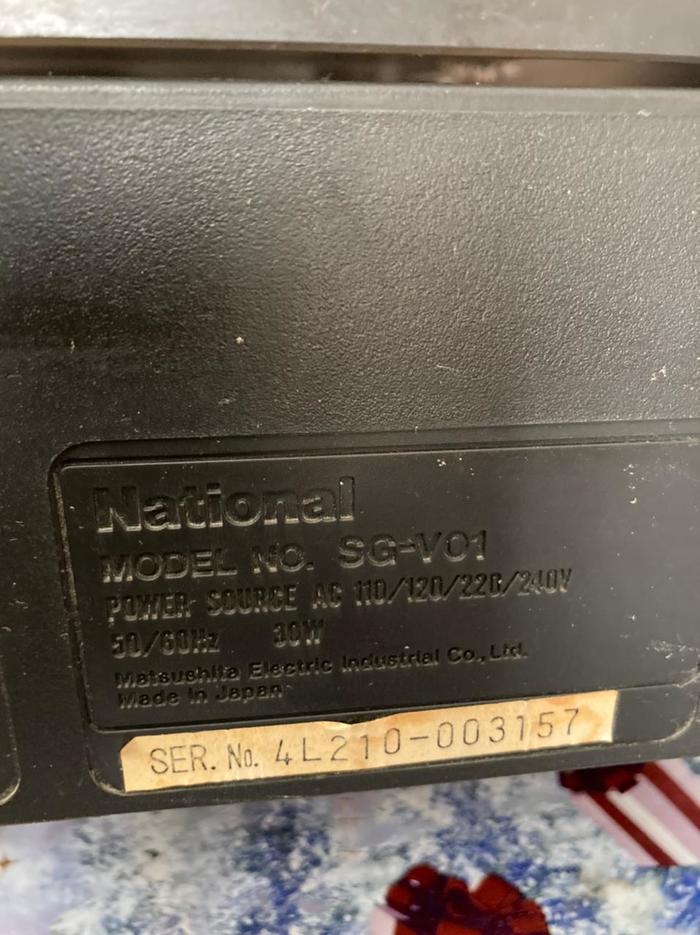 National
MODEL NO. SG-V01
POWER SOURCE AC 110/120/220/240V
50/60Hz 30W
Matsushita Electric Industrial Co., Ltd.
Made in Japan
SER. No. 4L210-003157